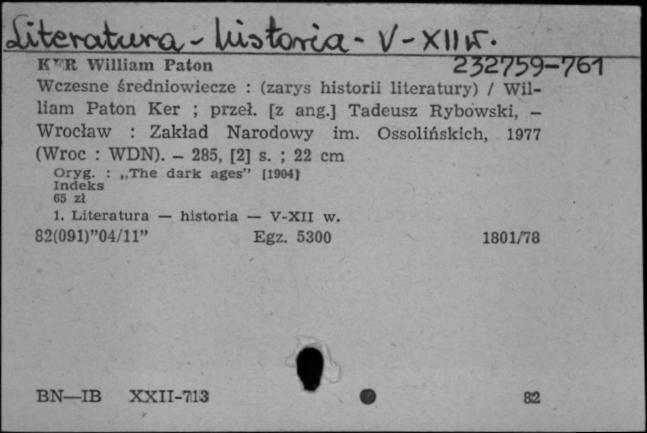 Literatura - historia - V - XII w.
KER William Paton 232759-761
Wczesne średniowiecze : (zarys historii literatury) / Wil-
liam Paton Ker ; przeł. [z ang.] Tadeusz Rybowski, —
Wrocław : Zakład Narodowy im. Ossolińskich, 1977
(Wroc : WDN). — 285, [2] s. ; 22 cm
Oryg. : „The dark ages” [1904]
Indeks
65 zł
1. Literatura — historia — V-XII w.
82(091)”04/11” Egz. 5300 1801/78
BN—IB XXII-713 82